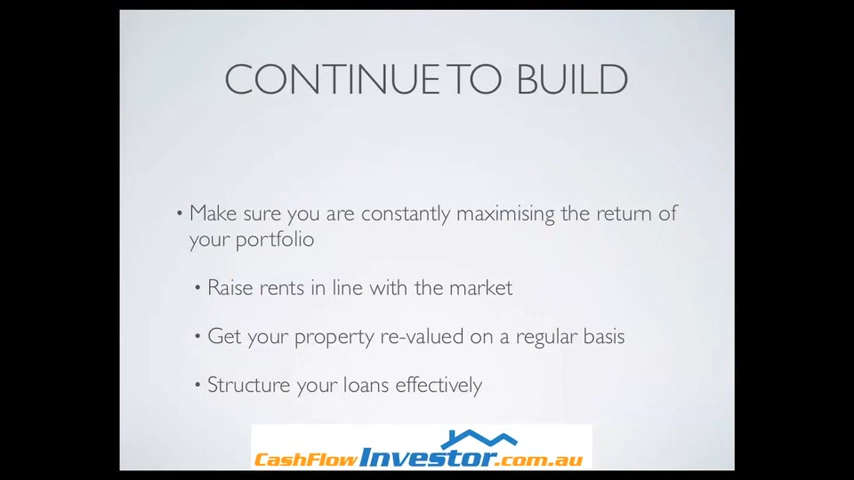 CONTINUE TO BUILD
• Make sure you are constantly maximising the return of
your portfolio
• Raise rents in line with the market
• Get your property re-valued on a regular basis
• Structure your loans effectively
CashFlowInvestor.com.au